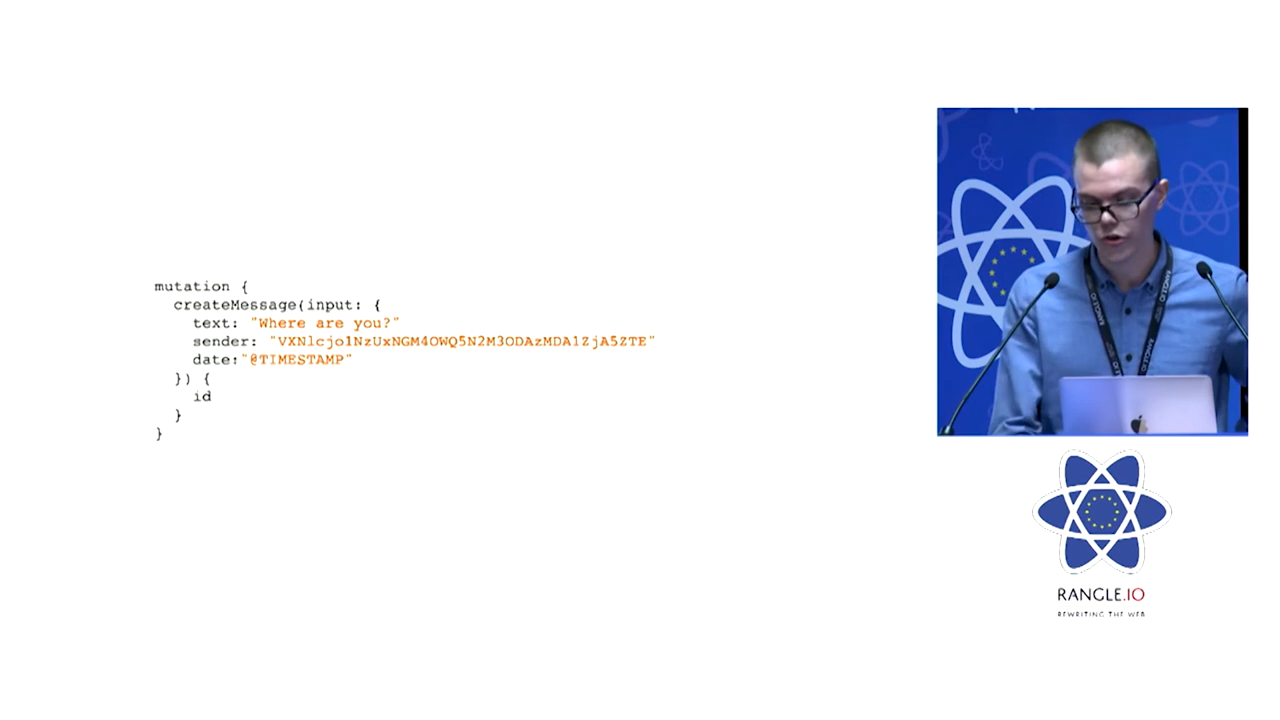 mutation {
createMessage(input: {
text: "Where are you?"
sender: "VXNlcjo1NzUxNGM4OWQ5N2M3ODAzMDA1ZjA5ZTE"
date:"@TIMESTAMP"
}) {
id
}
}
RANGLE.IO
REWRITING THE WEB